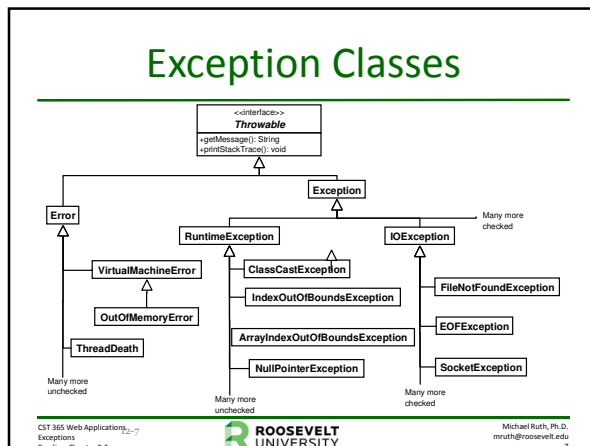 Exception Classes
<<interface>>
Throwable
+getMessage(): String
+printStackTrace(): void
Exception
Error
Many more
checked
RuntimeException
IOException
VirtualMachineError
ClassCastException
FileNotFoundException
IndexOutOfBoundsException
OutOfMemoryError
EOFException
ArrayIndexOutOfBoundsException
ThreadDeath
NullPointerException
SocketException
Many more
unchecked
Many more
unchecked
Many more
checked
CST 365 Web Applications
12-7
Exceptions
ROOSEVELT
UNIVERSITY
Michael Ruth, Ph.D.
mruth@roosevelt.edu